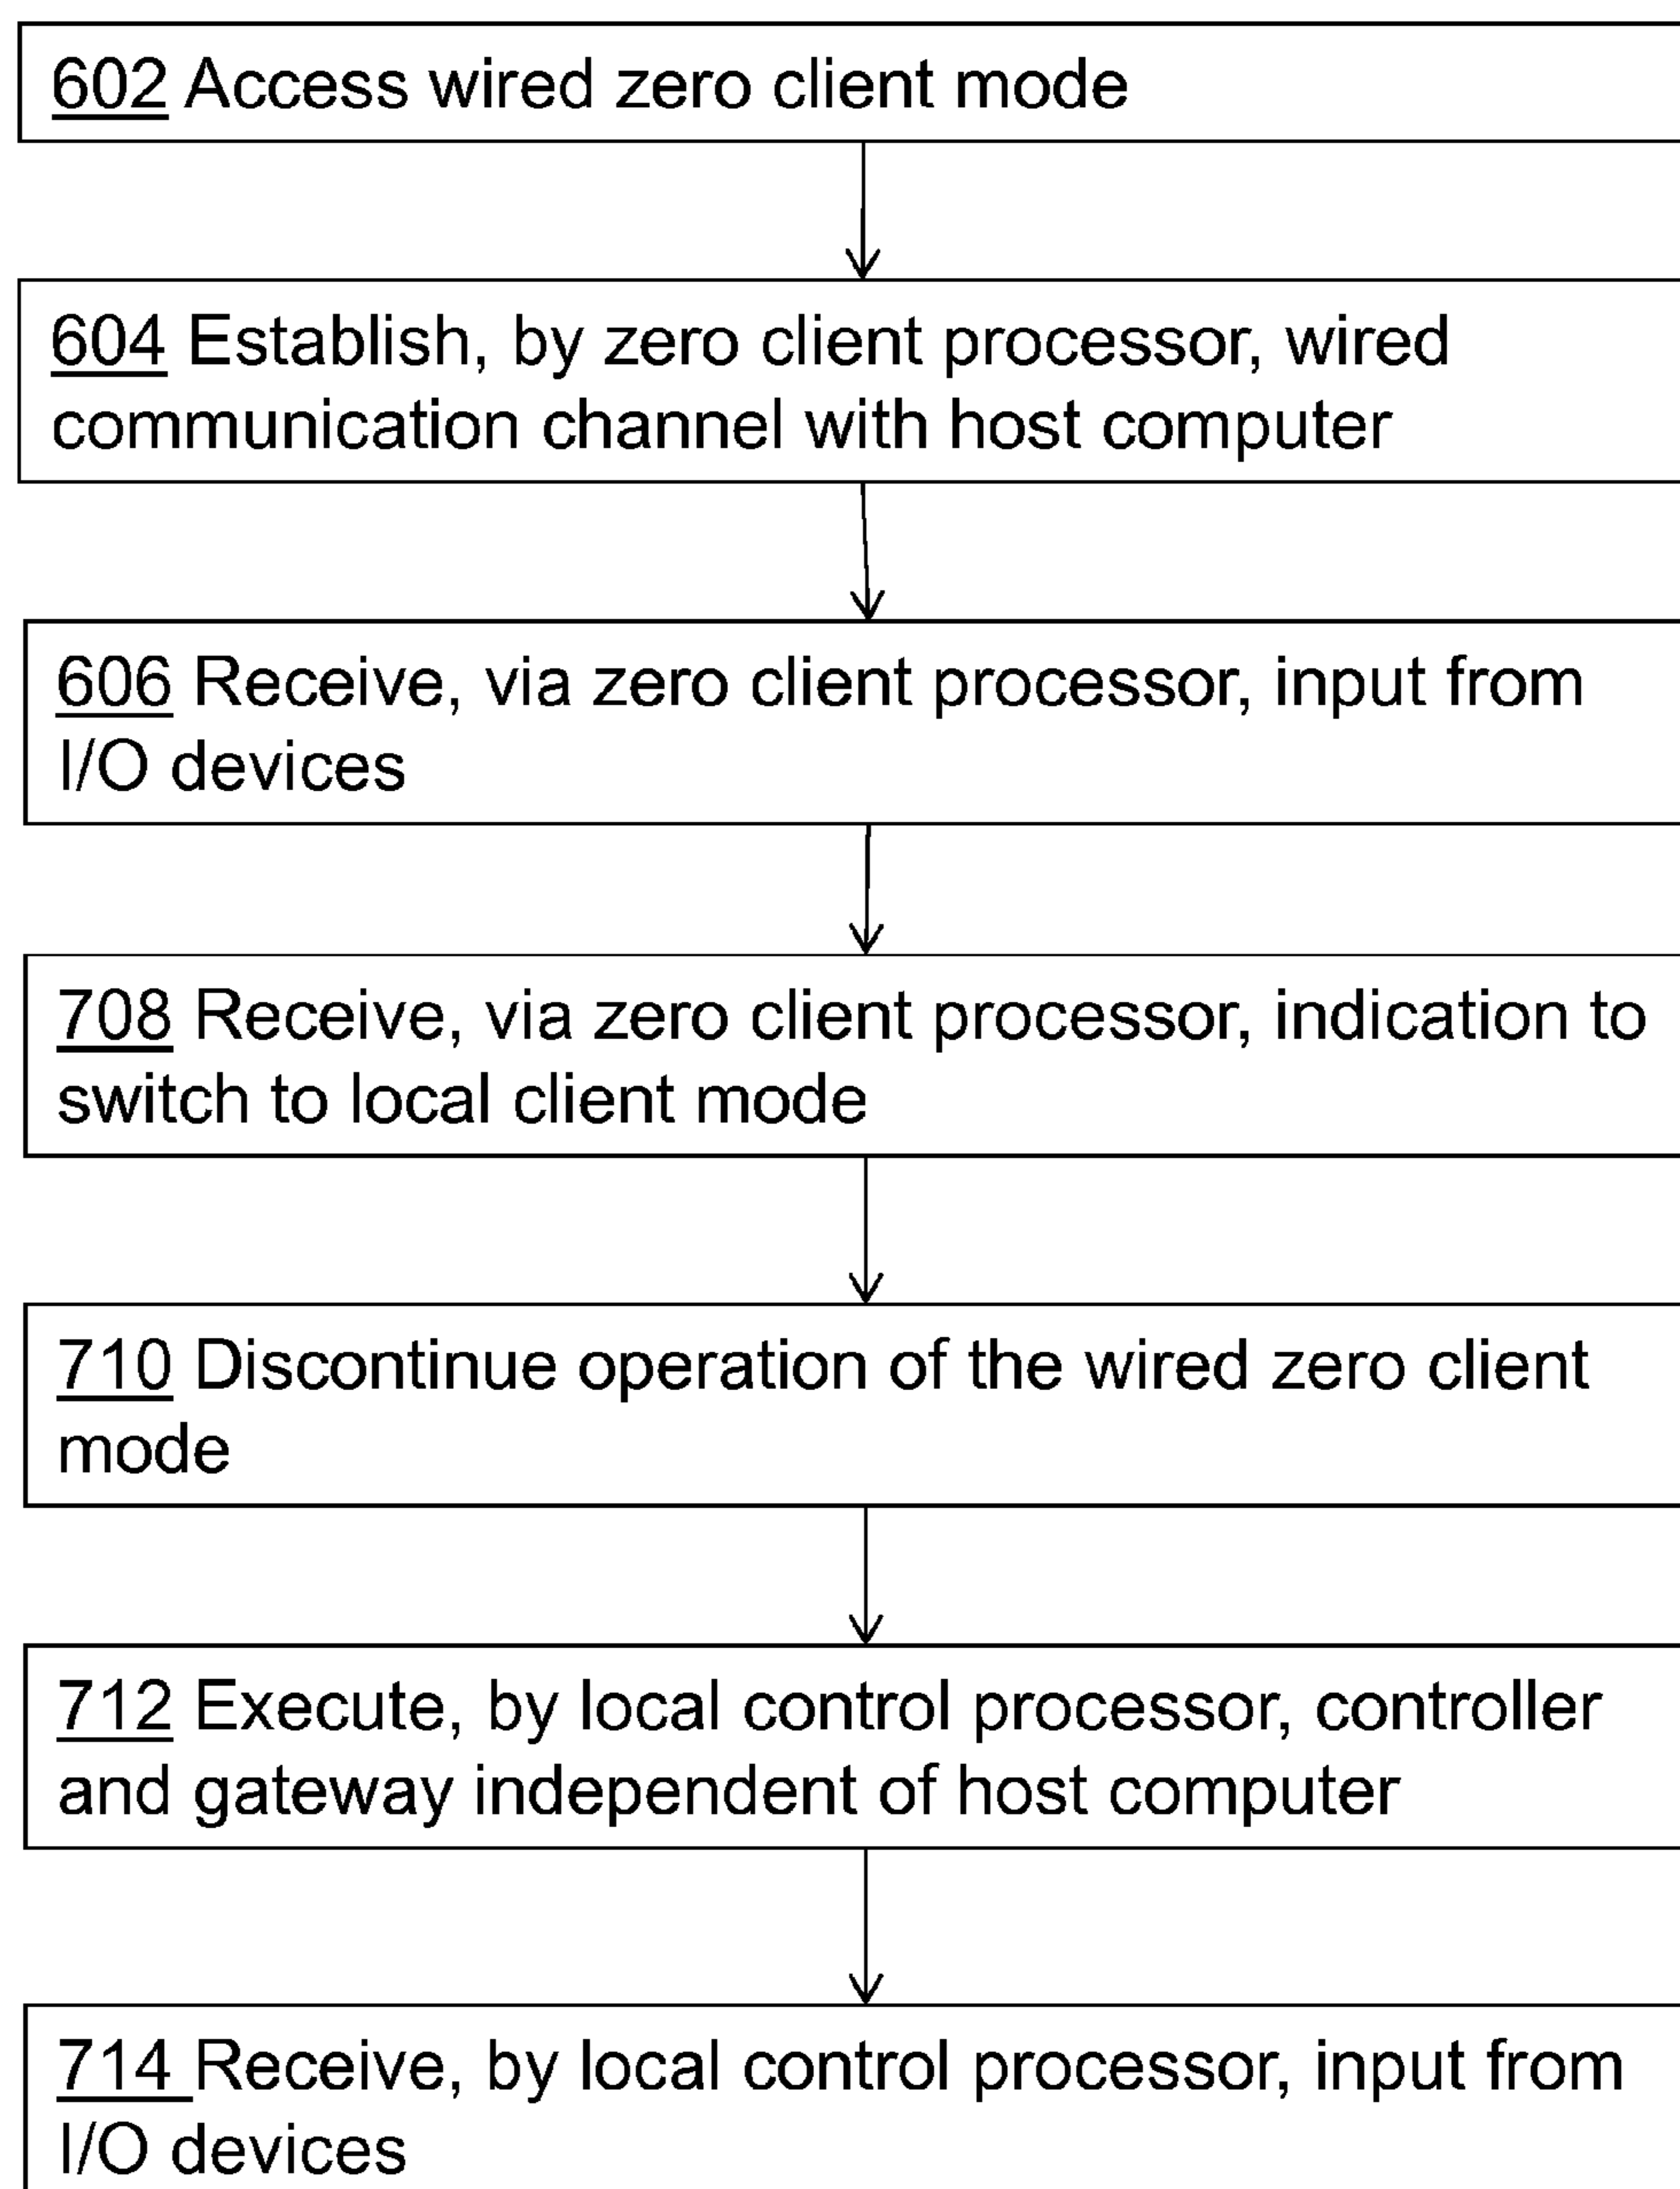 602 Access wired zero client mode
604 Establish, by zero client processor, wired
communication channel with host computer
606 Receive, via zero client processor, input from
I/O devices
708 Receive, via zero client processor, indication to
switch to local client mode
710 Discontinue operation of the wired zero client
mode
712 Execute, by local control processor, controller
and gateway independent of host computer
714 Receive, by local control processor, input from
I/O devices